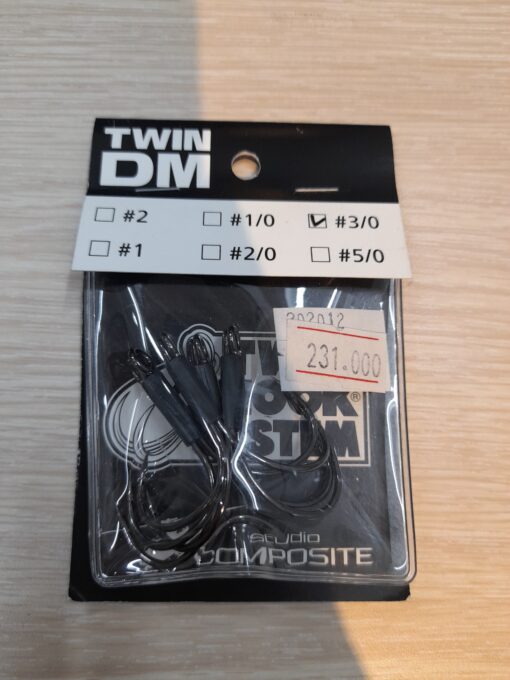 TWIN
DM
#2 #1/0 #3/0
#1 #2/0 #5/0
202012
231.000
studio
COMPOSITE